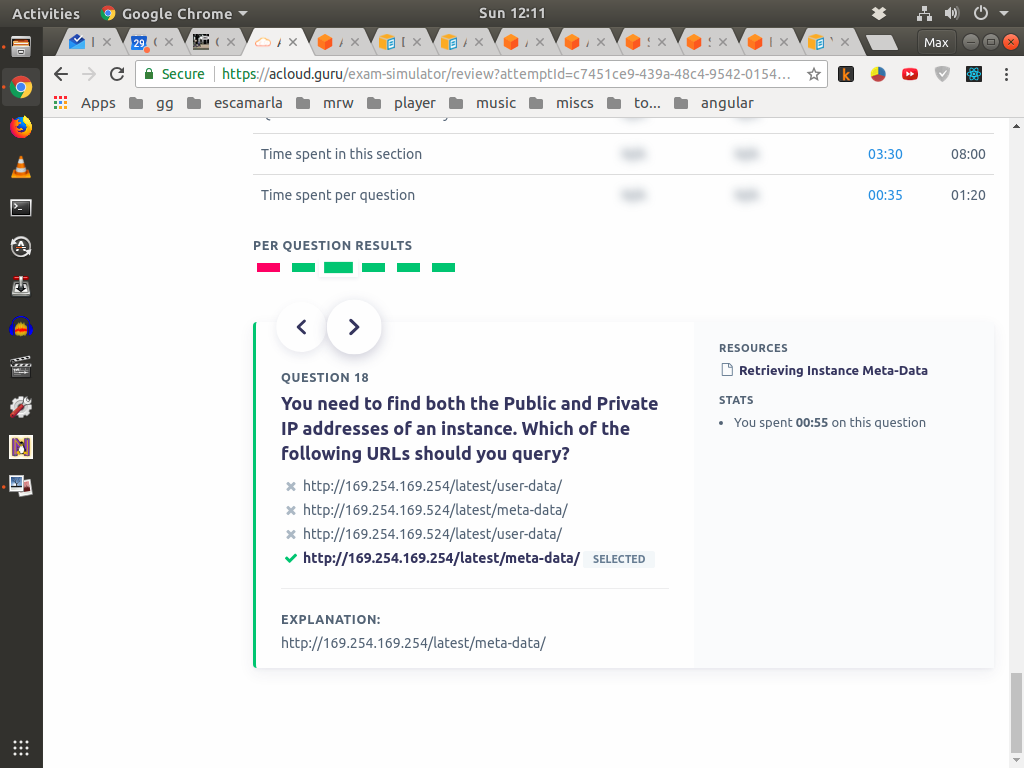 Activities
Google Chrome
Sun 12:11
29
Max
Secure
https://acloud.guru/exam-simulator/review?attemptId=c7451ce9-439a-48c4-9542-0154...
Apps
gg
escamarla
mrw
player
music
miscs
to...
angular
Time spent in this section
03:30
08:00
Time spent per question
00:35
01:20
PER QUESTION RESULTS
QUESTION 18
You need to find both the Public and Private
IP addresses of an instance. Which of the
following URLs should you query?
http://169.254.169.254/latest/user-data/
http://169.254.169.524/latest/meta-data/
http://169.254.169.524/latest/user-data/
http://169.254.169.254/latest/meta-data/ SELECTED
EXPLANATION:
http://169.254.169.254/latest/meta-data/
RESOURCES
Retrieving Instance Meta-Data
STATS
You spent 00:55 on this question